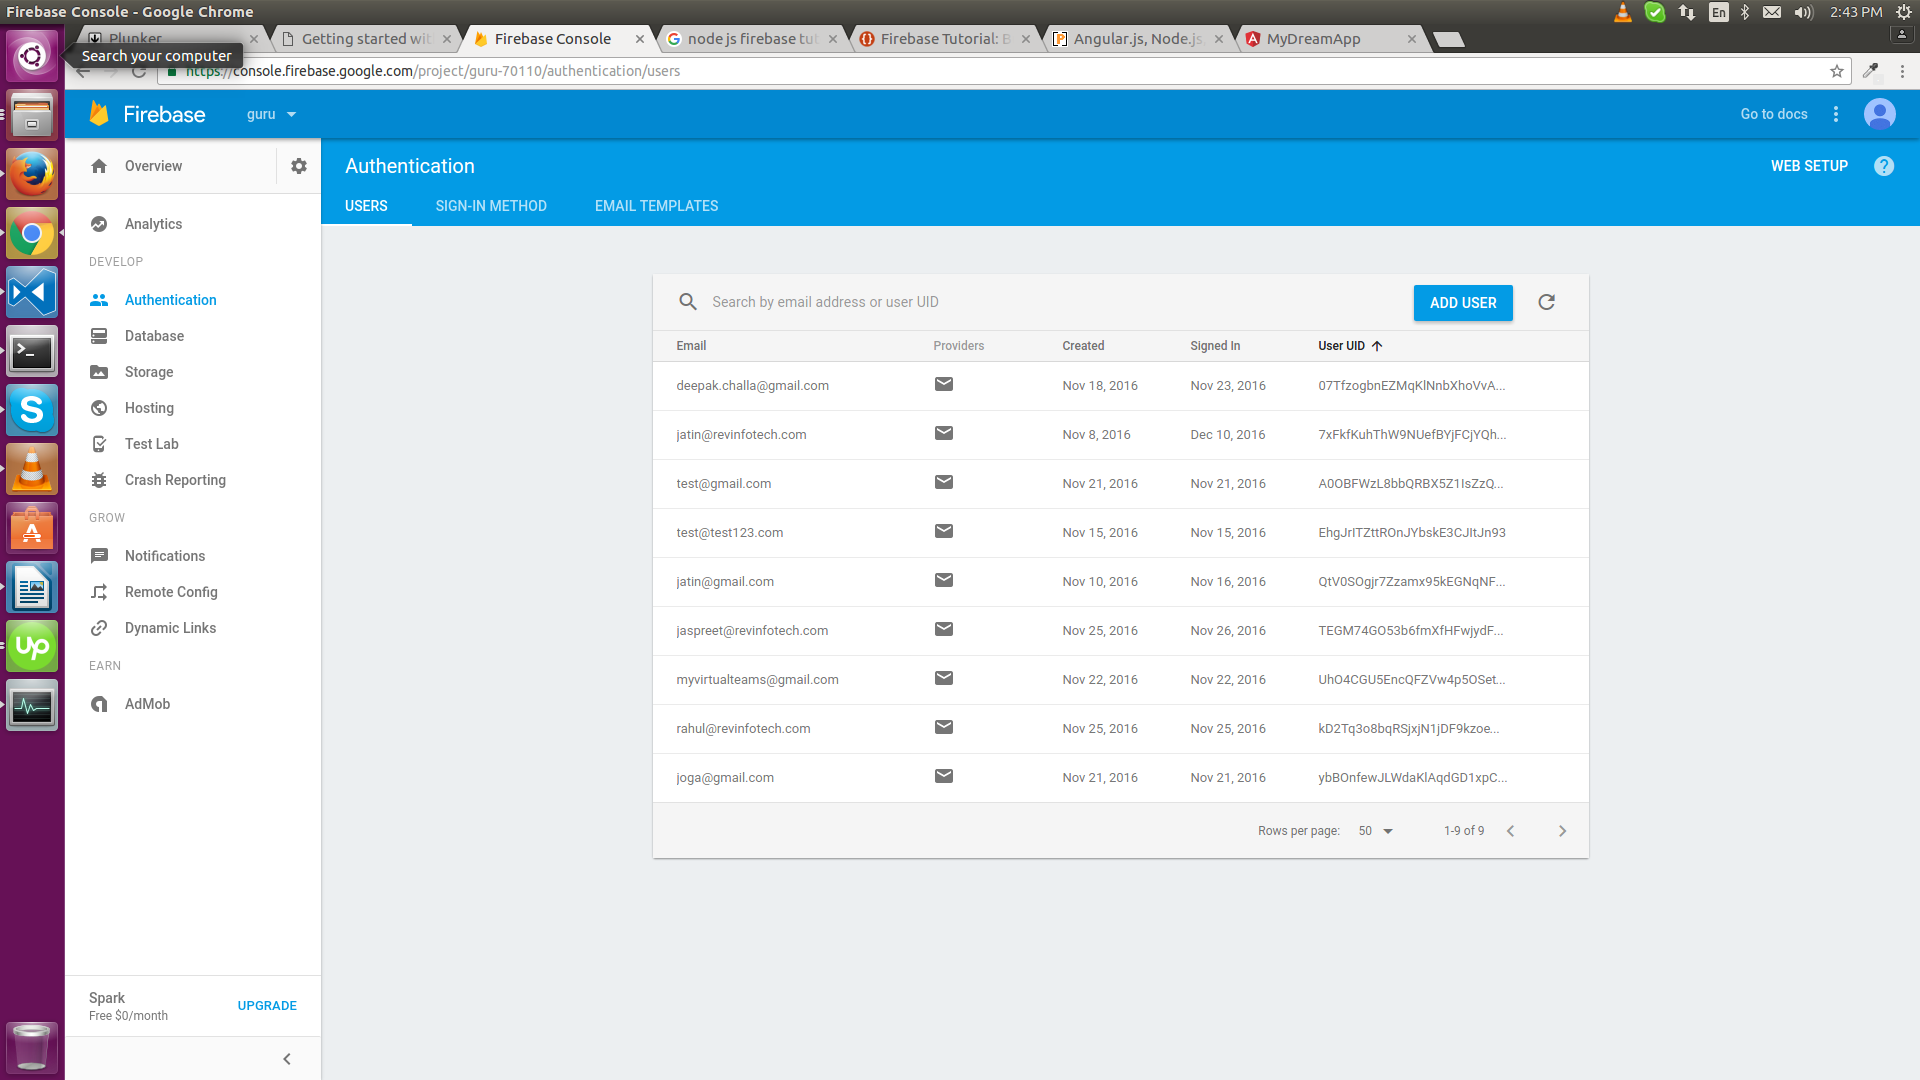 Firebase Console - Google Chrome
En
2:43 PM
Plunker
Getting started wit
Firebase Console
node js firebase tut
Firebase Tutorial: B
Angular.js, Node.js
MyDreamApp
Search your computer
https://console.firebase.google.com/project/guru-70110/authentication/users
Firebase
guru
Go to docs
Overview
Authentication
WEB SETUP
USERS
SIGN-IN METHOD
EMAIL TEMPLATES
Analytics
DEVELOP
Authentication
Database
Storage
Hosting
Test Lab
Crash Reporting
GROW
Notifications
Remote Config
Dynamic Links
EARN
AdMob
Spark
Free $0/month
UPGRADE
Search by email address or user UID
ADD USER
Email Providers Created Signed In User UID
deepak.challa@gmail.com Nov 18, 2016 Nov 23, 2016 07TfzogbnEZMqKlNnbXhoVvA...
jatin@revinfotech.com Nov 8, 2016 Dec 10, 2016 7xFkfKuhThW9NUefBYjFCjYQh...
test@gmail.com Nov 21, 2016 Nov 21, 2016 A0OBFWzL8bbQRBX5Z1IsZzQ...
test@test123.com Nov 15, 2016 Nov 15, 2016 EhgJrITZttROnJYbskE3CJItJn93
jatin@gmail.com Nov 10, 2016 Nov 16, 2016 QtV0SOgjr7Zzamx95kEGNqNF...
jaspreet@revinfotech.com Nov 25, 2016 Nov 26, 2016 TEGM74GO53b6fmXfHFwjydF...
myvirtualteams@gmail.com Nov 22, 2016 Nov 22, 2016 UhO4CGU5EncQFZVw4p5OSet...
rahul@revinfotech.com Nov 25, 2016 Nov 25, 2016 kD2Tq3o8bqRSjxjN1jDF9kzoe...
joga@gmail.com Nov 21, 2016 Nov 21, 2016 ybBOnfewJLWdaKlAqdGD1xpC...
Rows per page: 50 1-9 of 9